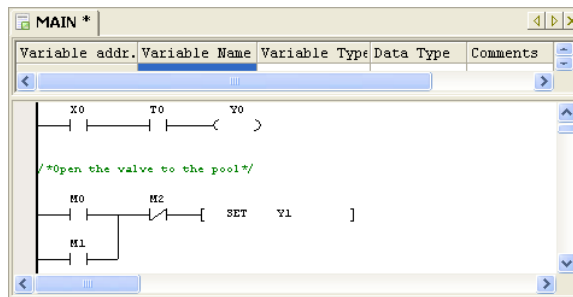 MAIN *
Variable addr. Variable Name Variable Type Data Type Comments
X0 T0 Y0
/*Open the valve to the pool*/
M0 M2
SET Y1
M1